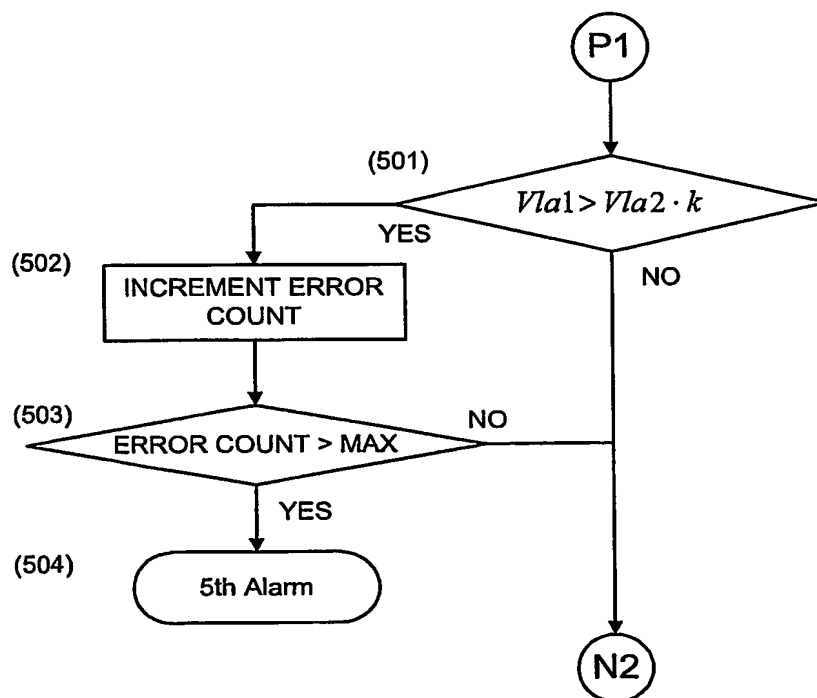 P1
(501)
Vla1 > Vla2 · k
YES
NO
(502)
INCREMENT ERROR
COUNT
(503)
ERROR COUNT > MAX
NO
YES
(504)
5th Alarm
N2